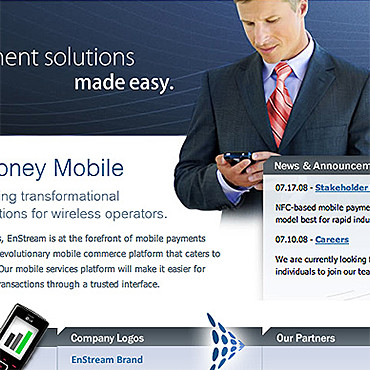 ment solutions
made easy.
oney Mobile
ng transformational
tions for wireless operators.
s, EnStream is at the forefront of mobile payments
evolutionary mobile commerce platform that caters to
Our mobile services platform will make it easier for
transactions through a trusted interface.
News & Announcem
07.17.08 - Stakeholder
NFC-based mobile payme
model best for rapid indu
07.10.08 - Careers
We are currently looking f
individuals to join our tea
Company Logos
EnStream Brand
Our Partners